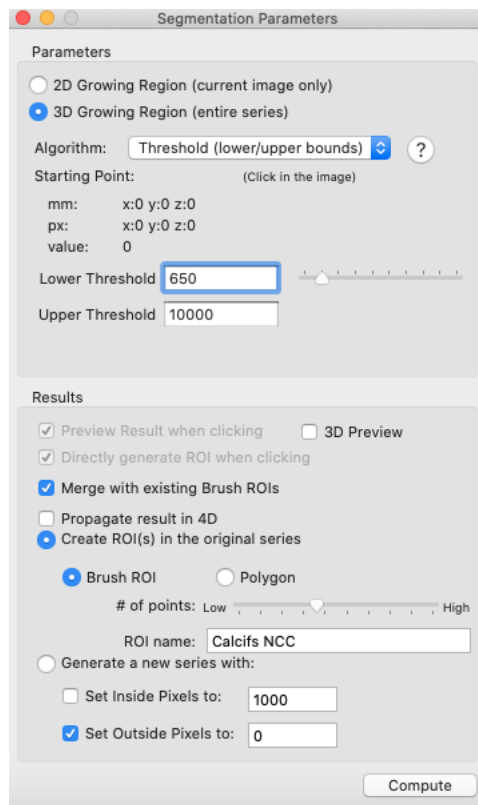 Segmentation Parameters
Parameters
2D Growing Region (current image only)
3D Growing Region (entire series)
Algorithm: Threshold (lower/upper bounds) ?
Starting Point: (Click in the image)
mm: x:0 y:0 z:0
px: x:0 y:0 z:0
value: 0
Lower Threshold 650
Upper Threshold 10000
Results
Preview Result when clicking 3D Preview
Directly generate ROI when clicking
Merge with existing Brush ROIs
Propagate result in 4D
Create ROI(s) in the original series
Brush ROI Polygon
# of points: Low High
ROI name: Calcifs NCC
Generate a new series with:
Set Inside Pixels to: 1000
Set Outside Pixels to: 0
Compute